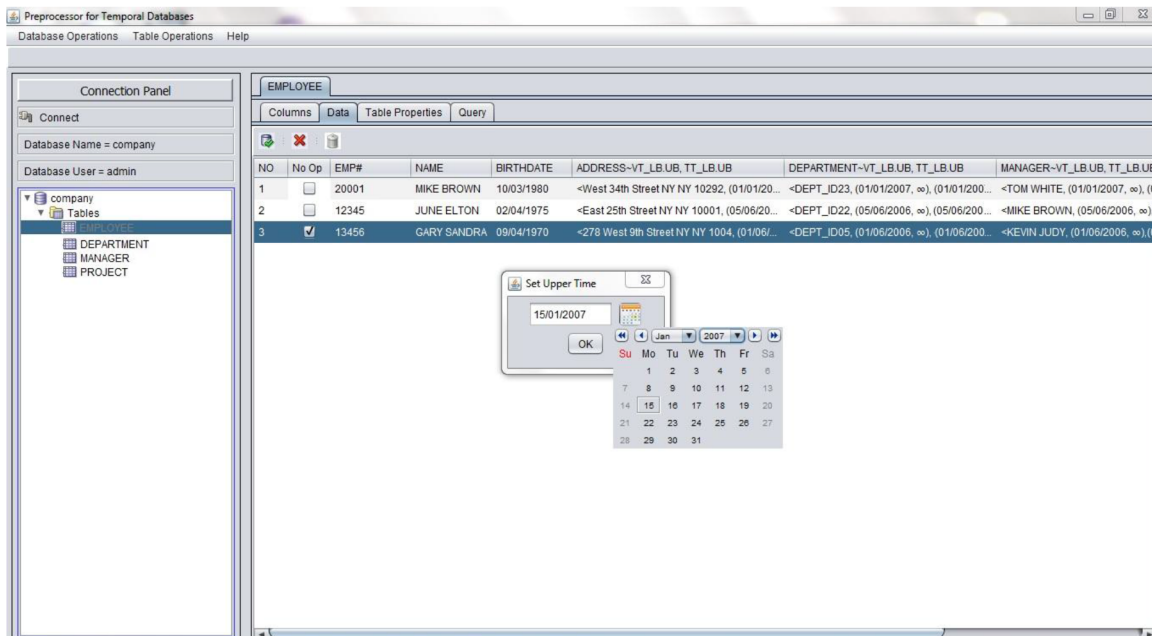 Preprocessor for Temporal Databases
Database Operations Table Operations Help
Connection Panel
Connect
Database Name = company
Database User = admin
company
Tables
EMPLOYEE
DEPARTMENT
MANAGER
PROJECT
EMPLOYEE
Columns Data Table Properties Query
NO No Op EMP# NAME BIRTHDATE ADDRESS~VT_LB.UB, TT_LB.UB DEPARTMENT~VT_LB.UB, TT_LB.UB MANAGER~VT_LB.UB, TT_LB.UB
1 20001 MIKE BROWN 10/03/1980 <West 34th Street NY NY 10292, (01/01/20... <DEPT_ID23, (01/01/2007, ∞), (01/01/200... <TOM WHITE, (01/01/2007, ∞), (
2 12345 JUNE ELTON 02/04/1975 <East 25th Street NY NY 10001, (05/06/20... <DEPT_ID22, (05/06/2006, ∞), (05/06/200... <MIKE BROWN, (05/06/2006, ∞)
3 13456 GARY SANDRA 09/04/1970 <278 West 9th Street NY NY 1004, (01/06/... <DEPT_ID05, (01/06/2006, ∞), (01/06/200... <KEVIN JUDY, (01/06/2006, ∞),(
Set Upper Time
15/01/2007
OK
Jan 2007
Su Mo Tu We Th Fr Sa
1 2 3 4 5 6
7 8 9 10 11 12 13
14 15 16 17 18 19 20
21 22 23 24 25 26 27
28 29 30 31